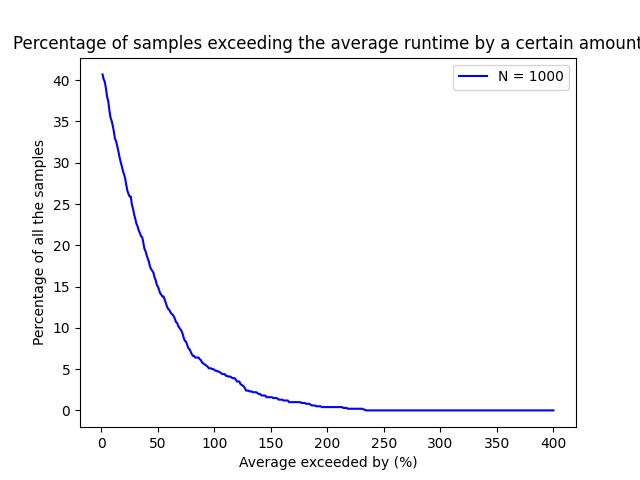 Percentage of samples exceeding the average runtime by a certain amount
N = 1000
Percentage of all the samples
40
35
30
25
20
15
10
5
0
0 50 100 150 200 250 300 350 400
Average exceeded by (%)